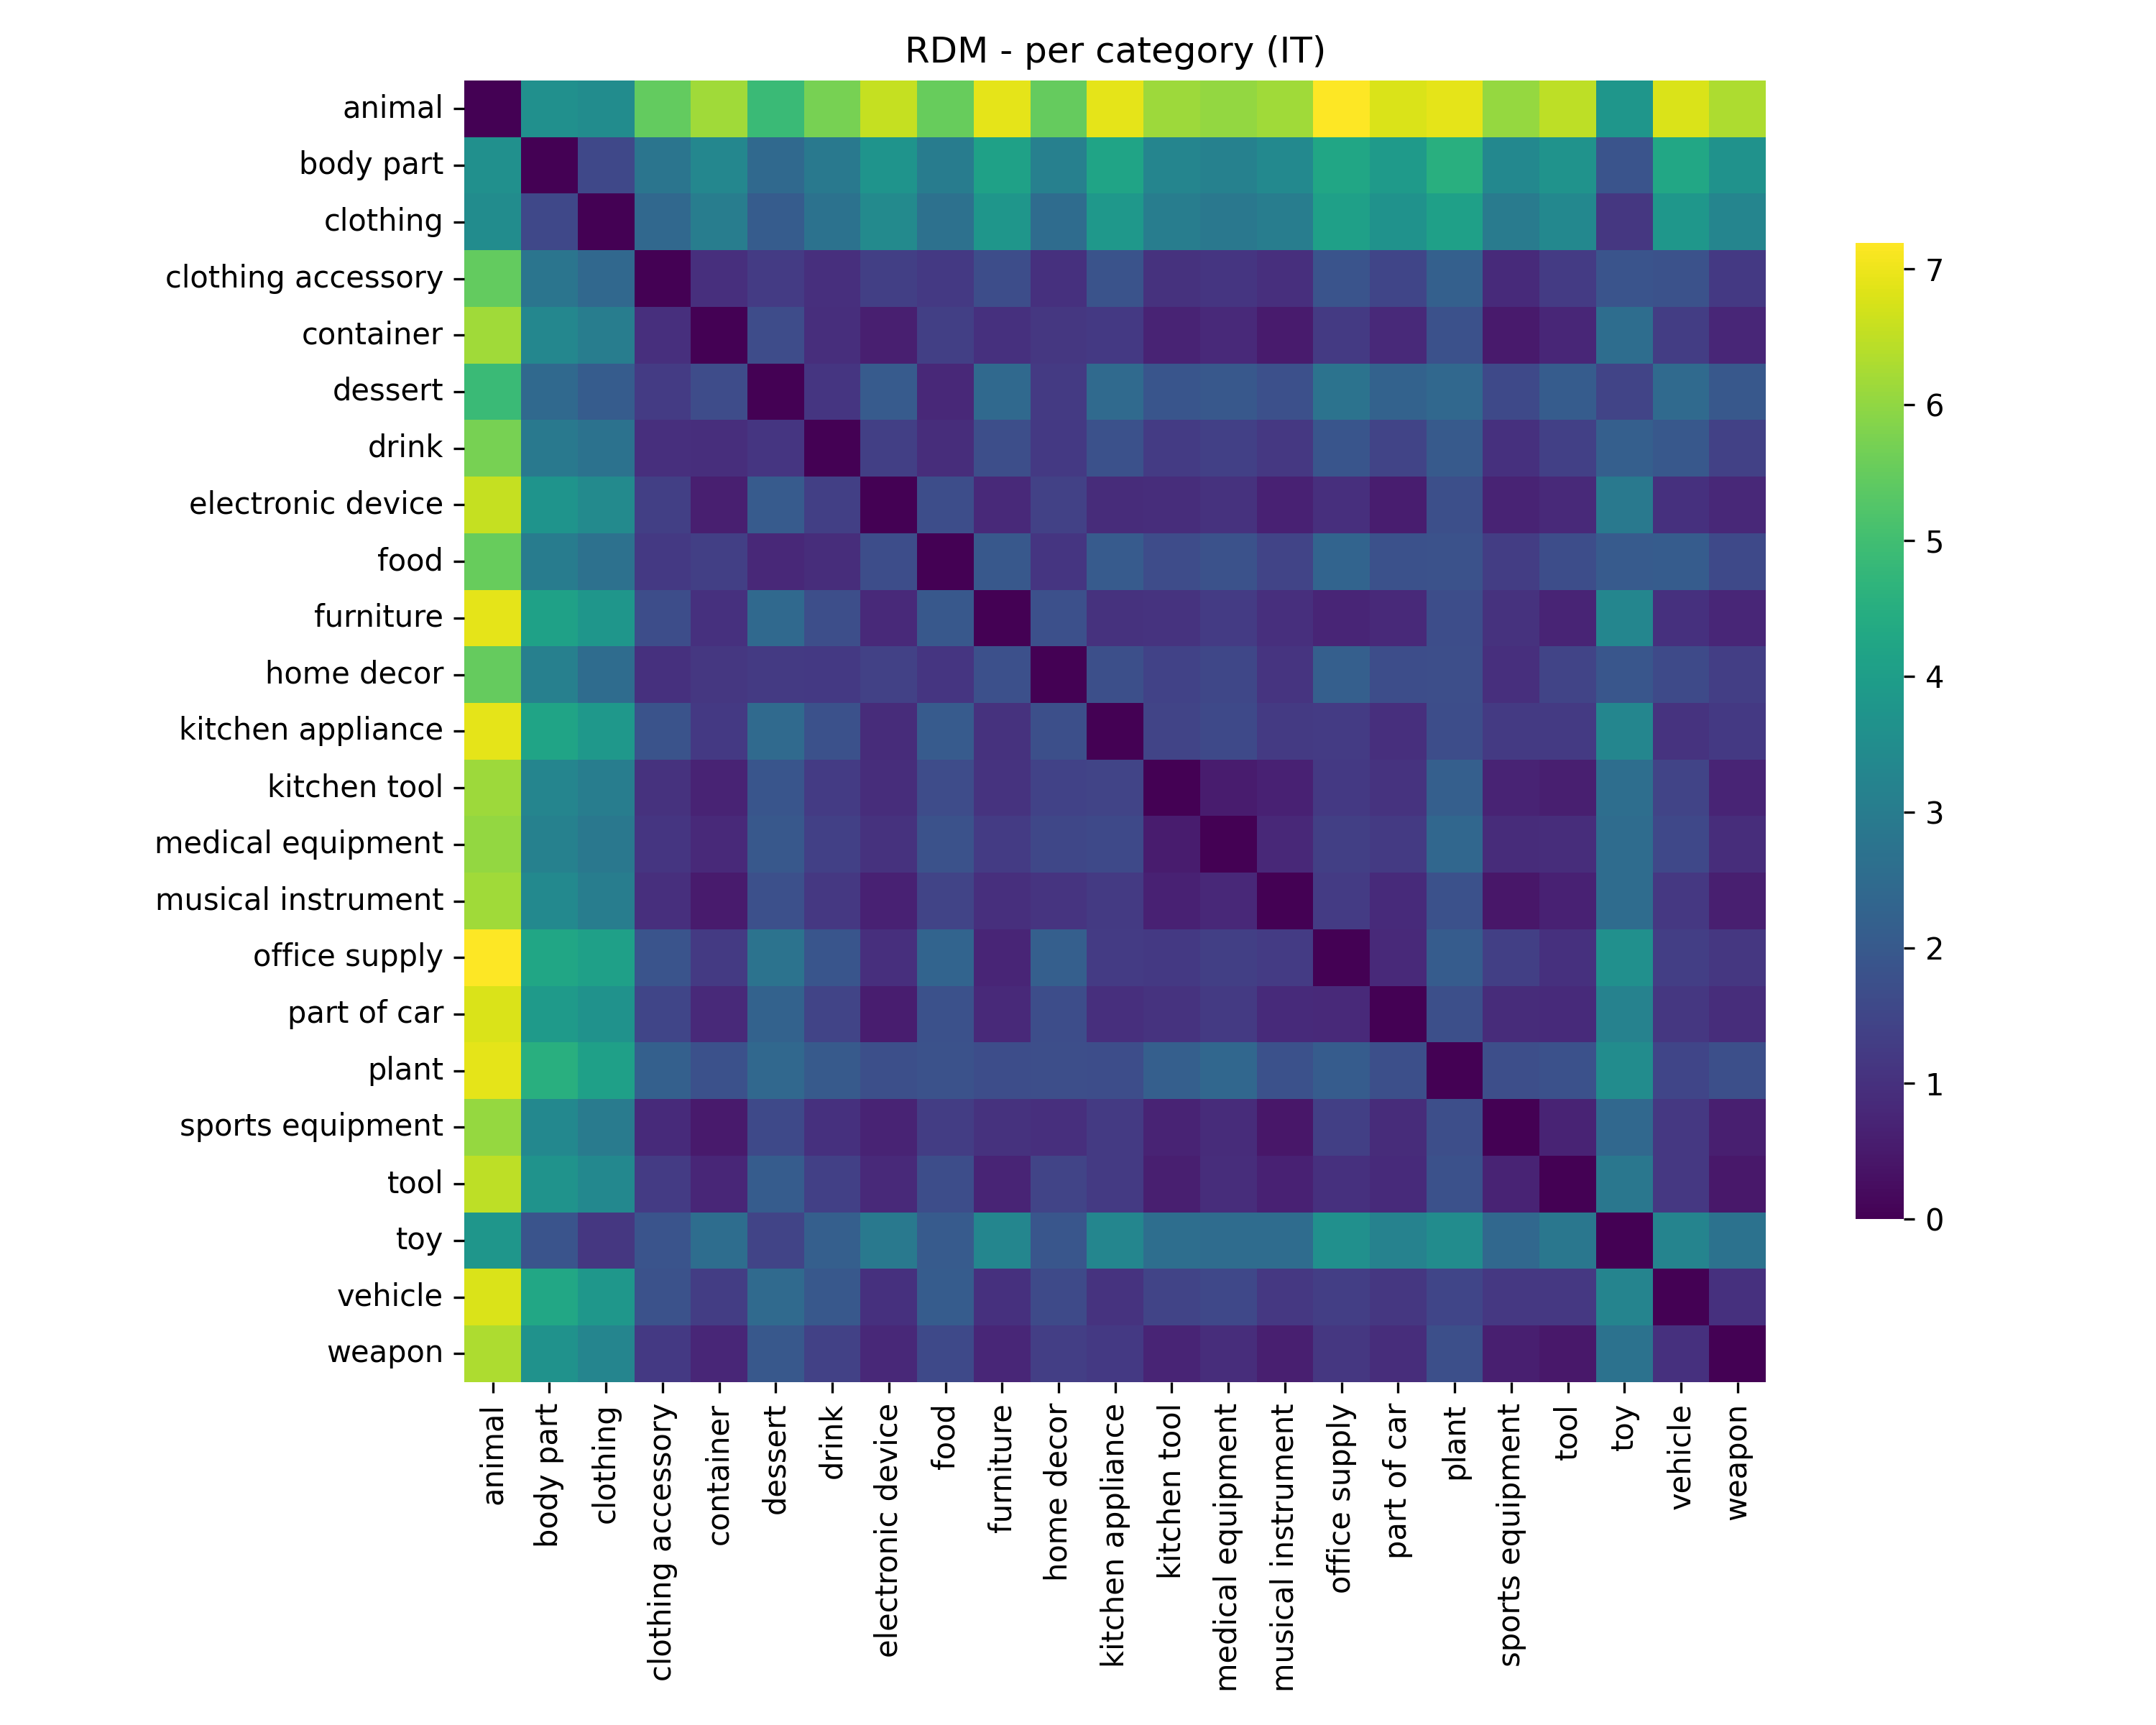 RDM - per category (IT)
animal
body part
clothing
clothing accessory
container
dessert
drink
electronic device
food
furniture
home decor
kitchen appliance
kitchen tool
medical equipment
musical instrument
office supply
part of car
plant
sports equipment
tool
toy
vehicle
weapon
animal
body part
clothing
clothing accessory
container
dessert
drink
electronic device
food
furniture
home decor
kitchen appliance
kitchen tool
medical equipment
musical instrument
office supply
part of car
plant
sports equipment
tool
toy
vehicle
weapon
7
6
5
4
3
2
1
0